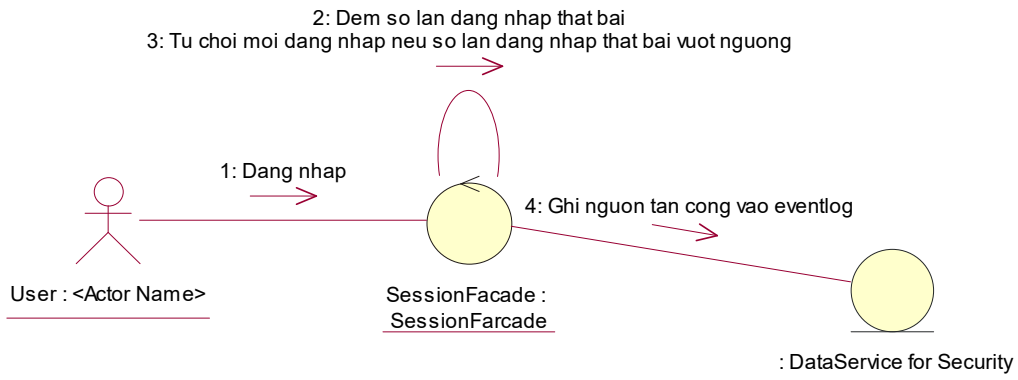 2: Dem so lan dang nhap that bai
3: Tu choi moi dang nhap neu so lan dang nhap that bai vuot nguong
1: Dang nhap
4: Ghi nguon tan cong vao eventlog
User : <Actor Name>
SessionFacade :
SessionFarcade
: DataService for Security